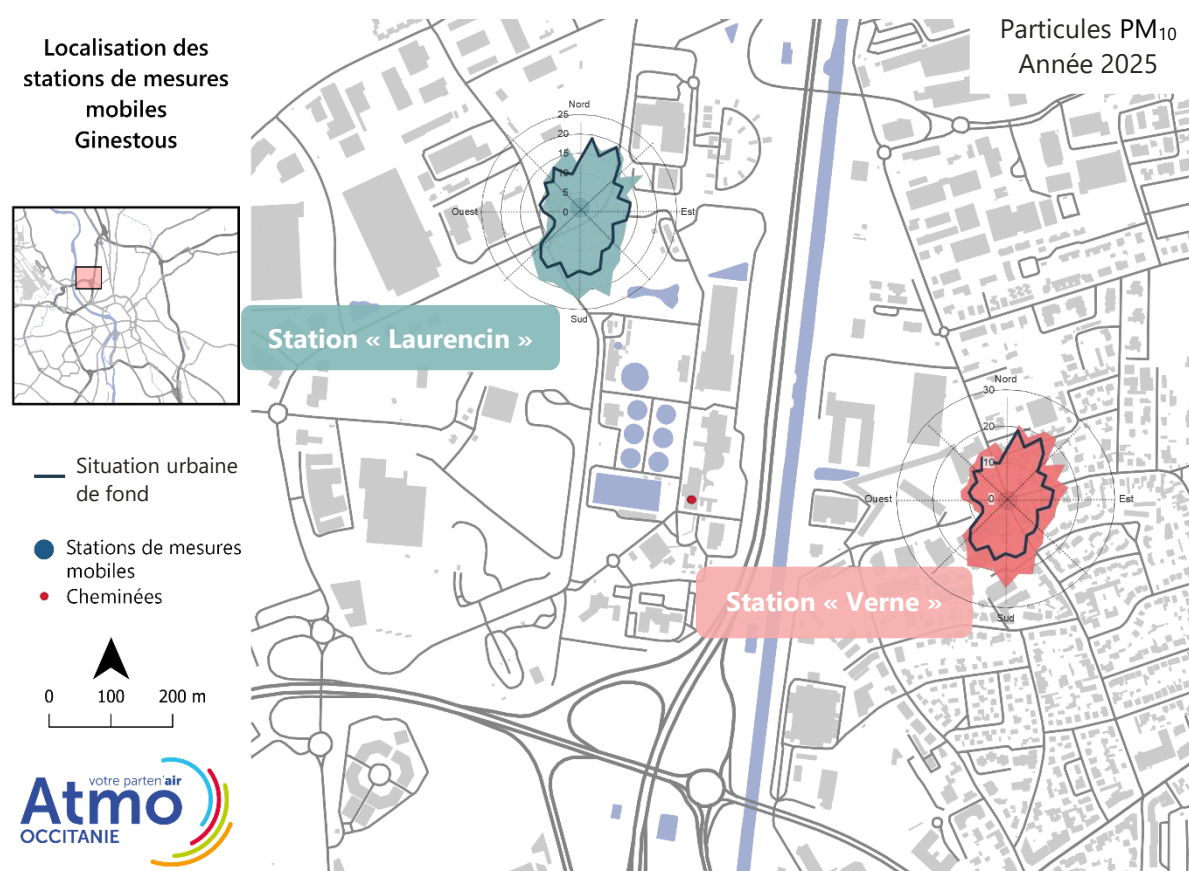 Localisation des
stations de mesures
mobiles
Ginestous
Particules PM₁₀
Année 2025
Nord
25
20
15
10
5
0
Ouest
Est
Sud
Station « Laurencin »
Nord
30
20
10
0
Ouest
Est
Sud
Station « Verne »
Situation urbaine
de fond
Stations de mesures
mobiles
Cheminées
0 100 200 m
votre parten'air
Atmo
OCCITANIE